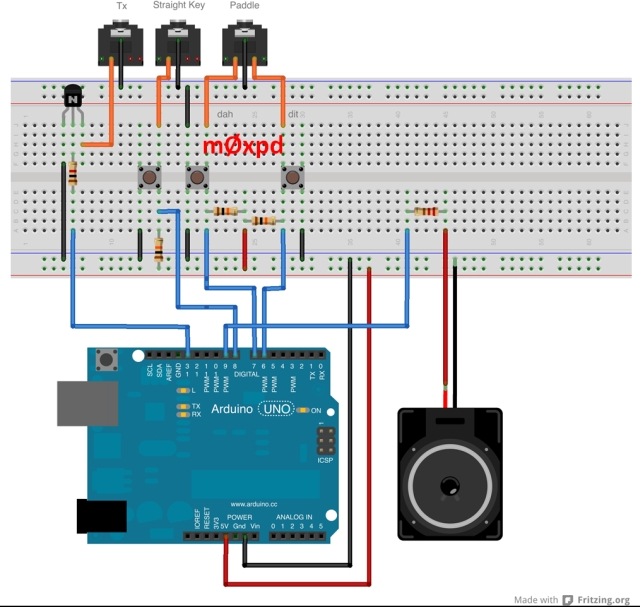 Tx
Straight Key
Paddle
dah
dit
mØxpd
SCL
SDA
AREF
GND
13
12
PWM 11
PWM 10
PWM 9
8
7
PWM 6
PWM 5
4
PWM 3
2
TX 1
RX 0
DIGITAL
L
TX
RX
Arduino UNO
ON
ICSP
www.arduino.cc
POWER
ANALOG IN
IOREF
RESET
3V3
5V
Gnd
Vin
0 1 2 3 4 5
Made with Fritzing.org